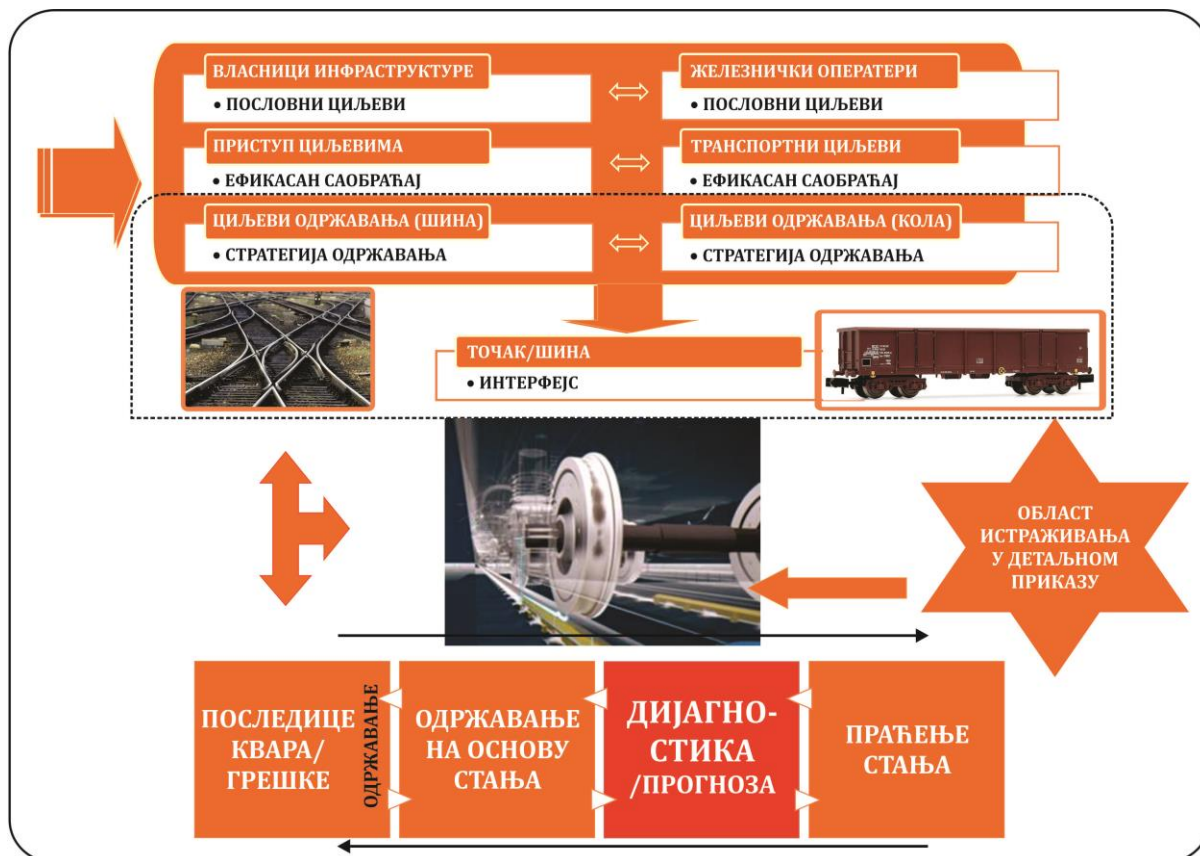 ВЛАСНИЦИ ИНФРАСТРУКТУРЕ
• ПОСЛОВНИ ЦИЉЕВИ
ЖЕЛЕЗНИЧКИ ОПЕРАТЕРИ
• ПОСЛОВНИ ЦИЉЕВИ
ПРИСТУП ЦИЉЕВИМА
• ЕФИКАСАН САОБРАЋАЈ
ТРАНСПОРТНИ ЦИЉЕВИ
• ЕФИКАСАН САОБРАЋАЈ
ЦИЉЕВИ ОДРЖАВАЊА (ШИНА)
• СТРАТЕГИЈА ОДРЖАВАЊА
ЦИЉЕВИ ОДРЖАВАЊА (КОЛА)
• СТРАТЕГИЈА ОДРЖАВАЊА
ТОЧАК/ШИНА
• ИНТЕРФЕЈС
ОБЛАСТ
ИСТРАЖИВАЊА
У ДЕТАЉНОМ
ПРИКАЗУ
ПОСЛЕДИЦЕ
КВАРА/
ГРЕШКЕ
ОДРЖАВАЊЕ
ОДРЖАВАЊЕ
НА ОСНОВУ
СТАЊА
ДИЈАГНО-
СТИКА
/ПРОГНОЗА
ПРАЋЕЊЕ
СТАЊА